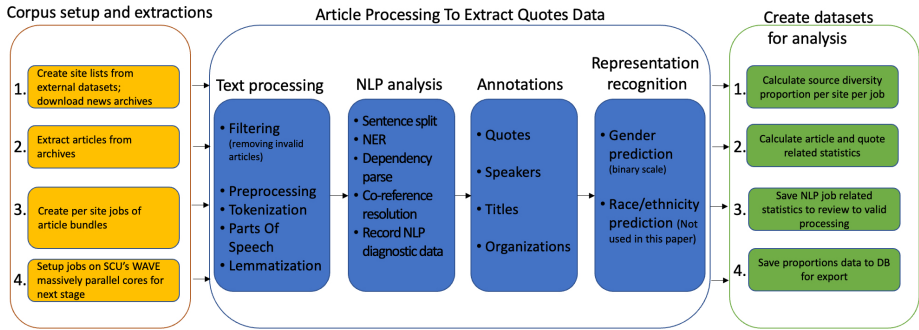 Corpus setup and extractions
1.
Create site lists from
external datasets;
download news archives
2.
Extract articles from
archives
3.
Create per site jobs of
article bundles
4.
Setup jobs on SCU's WAVE
massively parallel cores for
next stage
Article Processing To Extract Quotes Data
Text processing
• Filtering
(removing invalid
articles)
• Preprocessing
• Tokenization
• Parts Of
Speech
• Lemmatization
NLP analysis
• Sentence split
• NER
• Dependency
parse
• Co-reference
resolution
• Record NLP
diagnostic data
Annotations
• Quotes
• Speakers
• Titles
• Organizations
Representation
recognition
• Gender
prediction
(binary scale)
• Race/ethnicity
prediction (Not
used in this paper)
Create datasets
for analysis
1.
Calculate source diversity
proportion per site per job
2.
Calculate article and quote
related statistics
3.
Save NLP job related
statistics to review to valid
processing
4.
Save proportions data to DB
for export